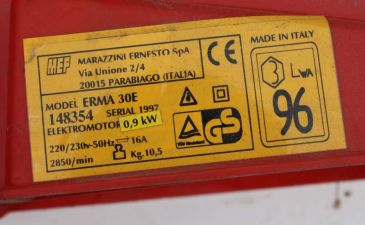 MEF
MARAZZINI ERNESTO SpA
Via Unione 2/4
20015 PARABIAGO (ITALIA)
CE
MADE IN ITALY
MODEL ERMA 30E
148354 SERIAL 1997
ELEKTROMOTOR 0,9 kW
220/230v-50Hz 16A
2850/min Kg.10,5
GS
LWA
96